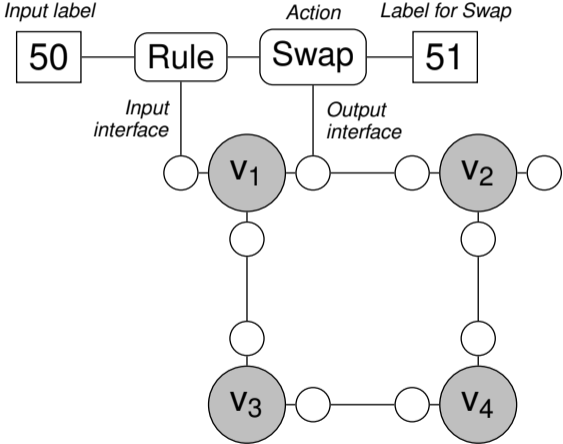 Input label
Action
Label for Swap
50
Rule
Swap
51
Input
interface
Output
interface
v1
v2
v3
v4